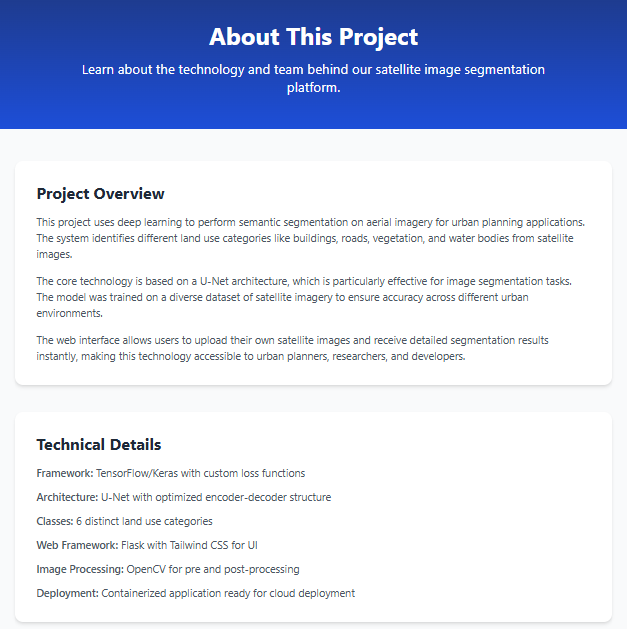 About This Project
Learn about the technology and team behind our satellite image segmentation
platform.
Project Overview
This project uses deep learning to perform semantic segmentation on aerial imagery for urban planning applications.
The system identifies different land use categories like buildings, roads, vegetation, and water bodies from satellite
images.
The core technology is based on a U-Net architecture, which is particularly effective for image segmentation tasks.
The model was trained on a diverse dataset of satellite imagery to ensure accuracy across different urban
environments.
The web interface allows users to upload their own satellite images and receive detailed segmentation results
instantly, making this technology accessible to urban planners, researchers, and developers.
Technical Details
Framework: TensorFlow/Keras with custom loss functions
Architecture: U-Net with optimized encoder-decoder structure
Classes: 6 distinct land use categories
Web Framework: Flask with Tailwind CSS for UI
Image Processing: OpenCV for pre and post-processing
Deployment: Containerized application ready for cloud deployment